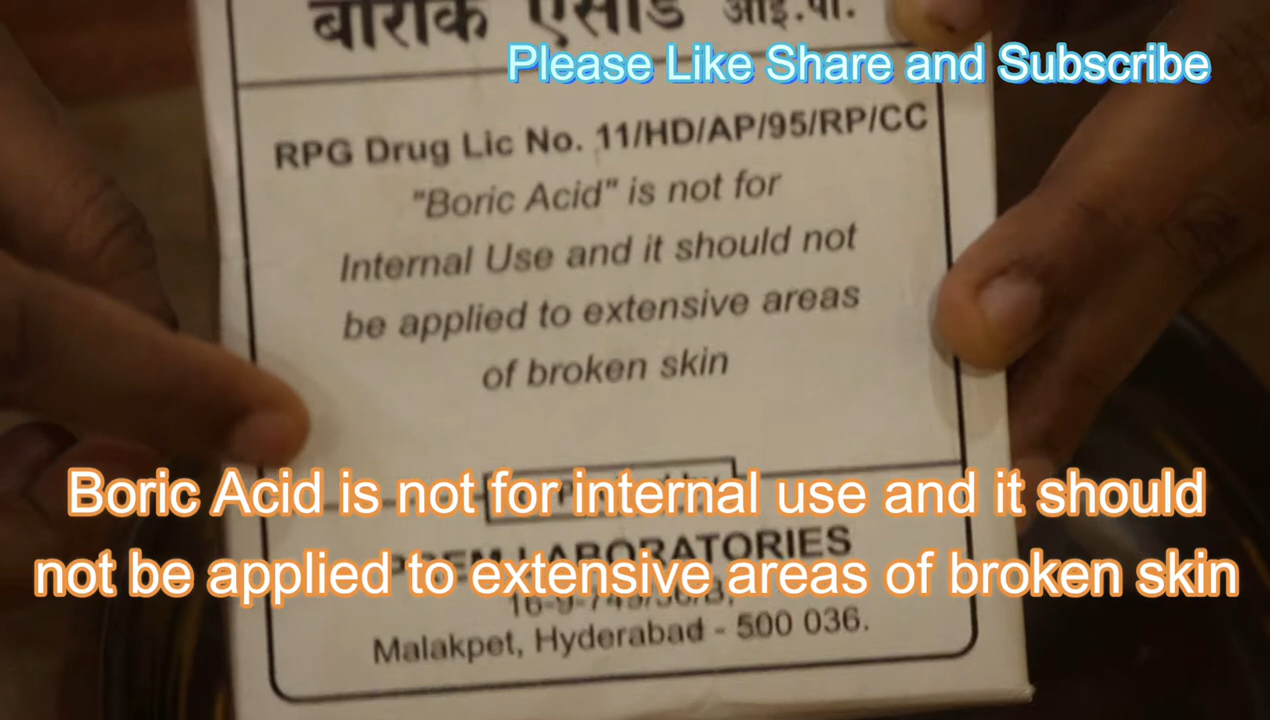 बोरिक एसिड आई.पी.
Please Like Share and Subscribe
RPG Drug Lic No. 11/HD/AP/95/RP/CC
"Boric Acid" is not for
Internal Use and it should not
be applied to extensive areas
of broken skin
Boric Acid is not for internal use and it should
LABORATORIES
not be applied to extensive areas of broken skin
Malakpet, Hyderabad - 500 036.